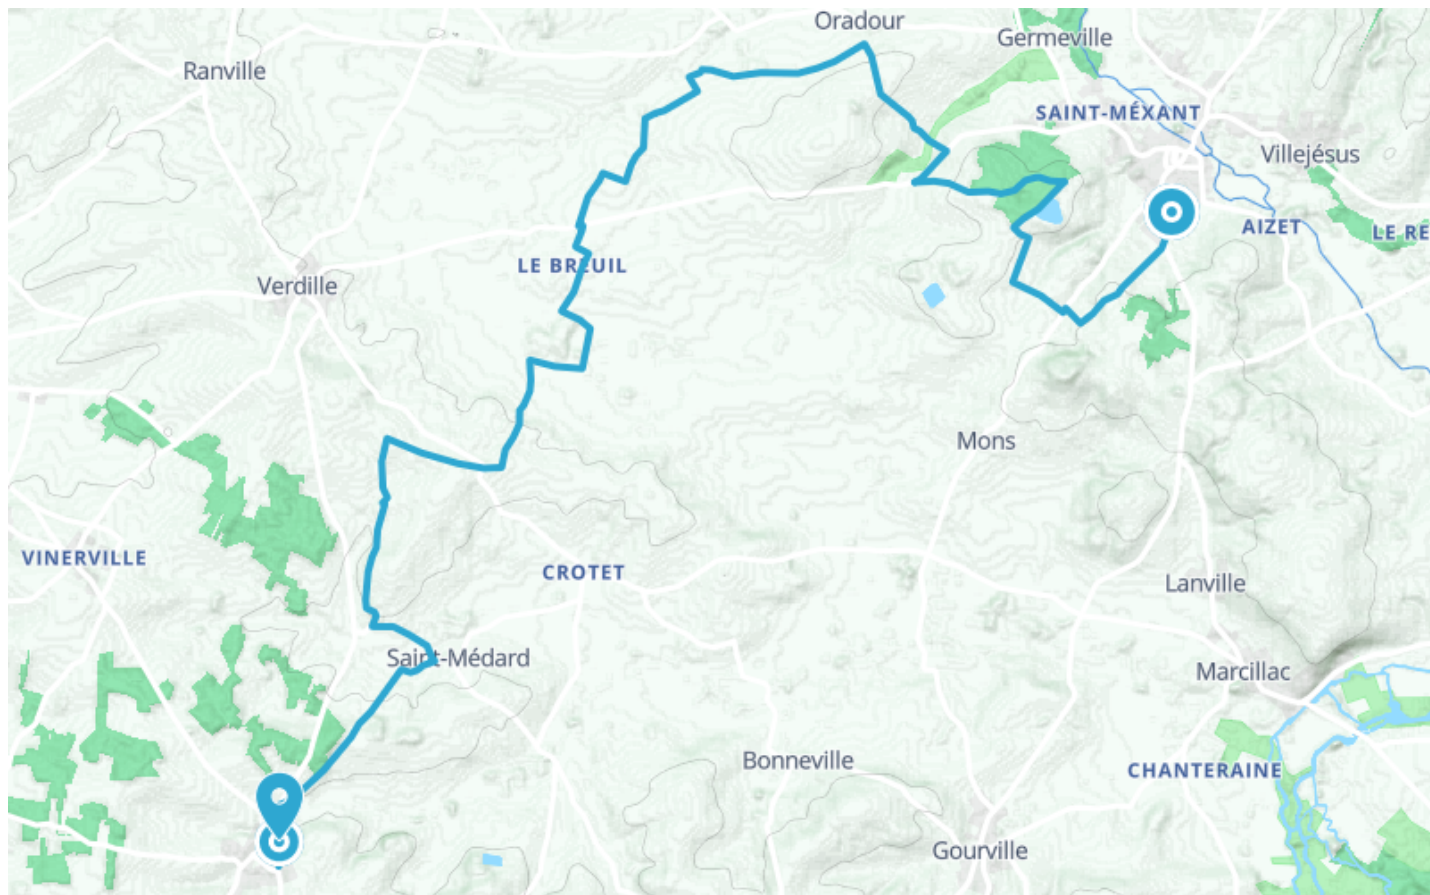 Oradour
Germeville
Ranville
SAINT-MÉXANT
Villejésus
AIZET
LE RE
LE BREUIL
Verdille
Mons
VINERVILLE
CROTET
Lanville
Saint-Médard
Marcillac
Bonneville
CHANTERAINE
Gourville